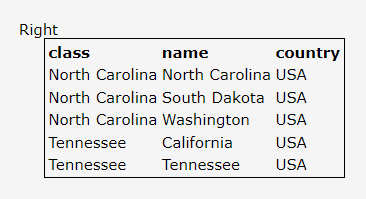 Right
class name country
North Carolina North Carolina USA
North Carolina South Dakota USA
North Carolina Washington USA
Tennessee California USA
Tennessee Tennessee USA